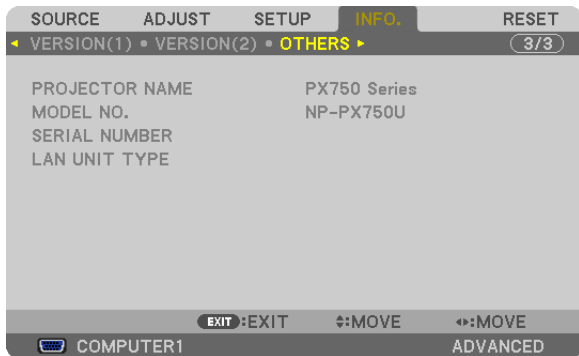 SOURCE ADJUST SETUP INFO. RESET
VERSION(1) • VERSION(2) • OTHERS 3/3
PROJECTOR NAME PX750 Series
MODEL NO. NP-PX750U
SERIAL NUMBER
LAN UNIT TYPE
EXIT :EXIT :MOVE :MOVE
COMPUTER1 ADVANCED